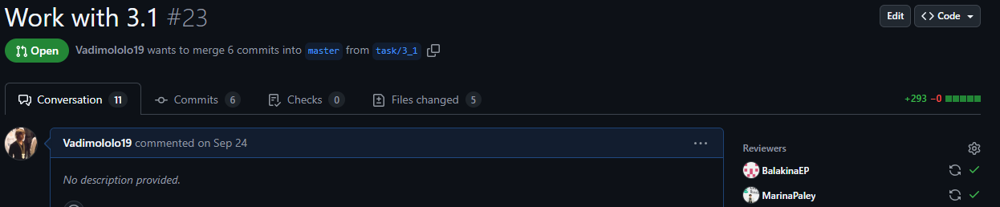 Work with 3.1 #23
Edit
Code
Open
Vadimololo19 wants to merge 6 commits into master from task/3_1
Conversation 11
Commits 6
Checks 0
Files changed 5
+293 −0
Vadimololo19 commented on Sep 24
No description provided.
Reviewers
BalakinaEP
MarinaPaley